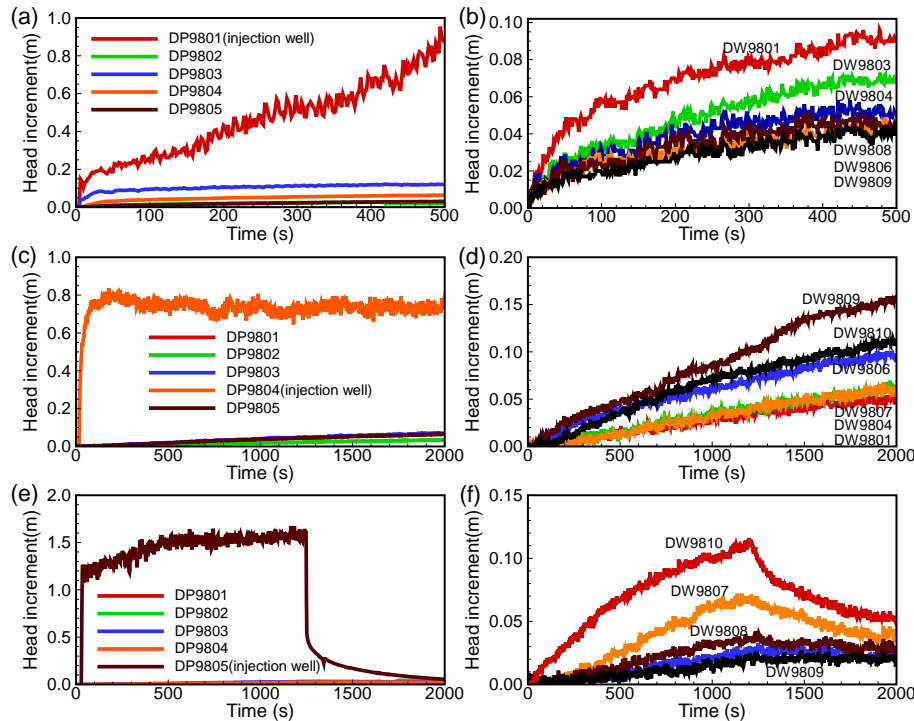 (a)
1.0
0.8
0.6
0.4
0.2
0.0
Head increment(m)
DP9801(injection well)
DP9802
DP9803
DP9804
DP9805
100 200 300 400 500
Time (s)
(b)
0.10
0.08
0.06
0.04
0.02
0.00
Head increment(m)
DW9801
DW9803
DW9804
DW9808
DW9806
DW9809
100 200 300 400 500
Time (s)
(c)
1.0
0.8
0.6
0.4
0.2
0.0
Head increment(m)
DP9801
DP9802
DP9803
DP9804(injection well)
DP9805
0 500 1000 1500 2000
Time (s)
(d)
0.20
0.15
0.10
0.05
0.00
Head increment(m)
DW9809
DW9810
DW9806
DW9807
DW9804
DW9801
0 500 1000 1500 2000
Time (s)
(e)
2.0
1.6
1.2
0.8
0.4
0.0
Head increment(m)
DP9801
DP9802
DP9803
DP9804
DP9805(injection well)
0 500 1000 1500 2000
Time (s)
(f)
0.15
0.10
0.05
0.00
Head increment(m)
DW9810
DW9807
DW9808
DW9809
0 500 1000 1500 2000
Time (s)